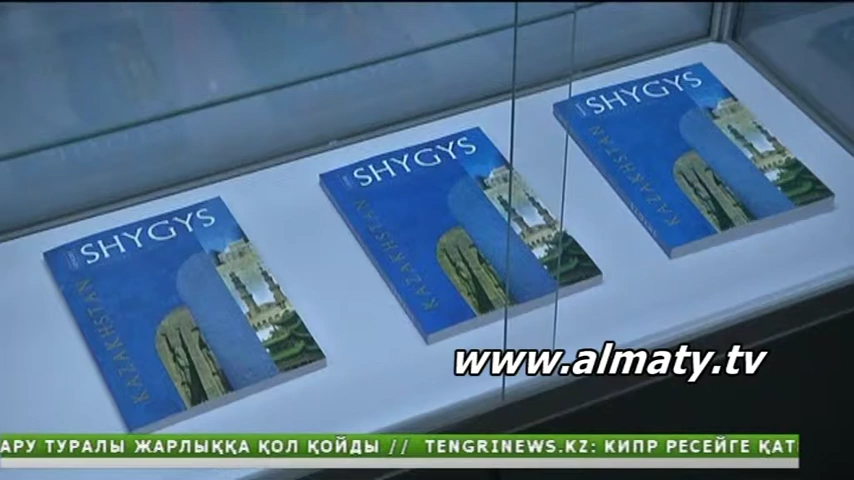 SHYGYS
KAZAKHSTAN
SHYGYS
KAZAKHSTAN
SHYGYS
KAZAKHSTAN
www.almaty.tv
АРУ ТУРАЛЫ ЖАРЛЫҚҚА ҚОЛ ҚОЙДЫ // TENGRINEWS.KZ: КИПР РЕСЕЙГЕ ҚАТ